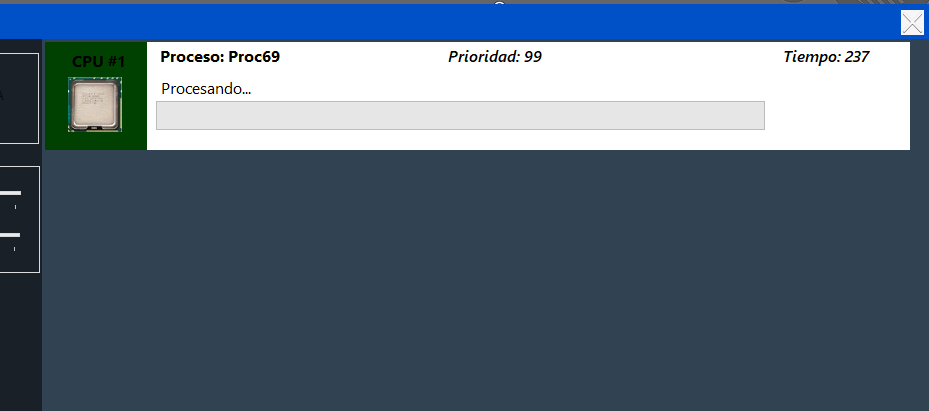 CPU #1
Proceso: Proc69 Prioridad: 99 Tiempo: 237
Procesando...